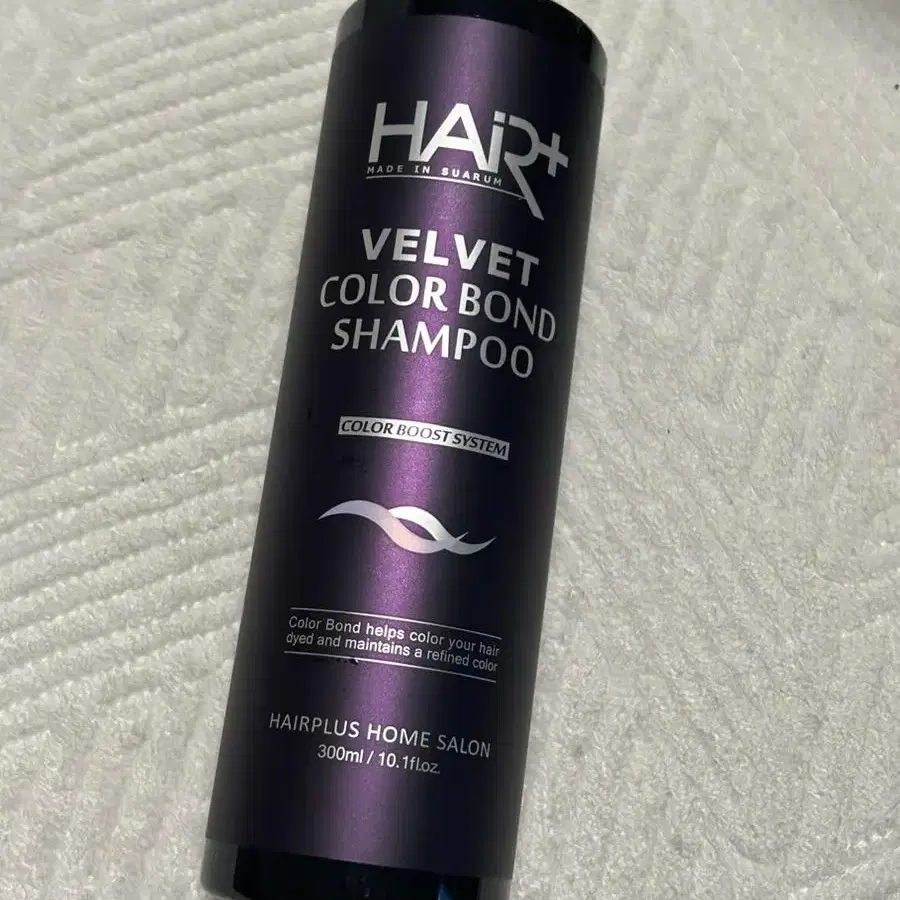 HAiR+
MADE IN SUARUM
VELVET
COLOR BOND
SHAMPOO
COLOR BOOST SYSTEM
Color Bond helps color your hair
dyed and maintains a refined color
HAIRPLUS HOME SALON
300ml / 10.1fl.oz.